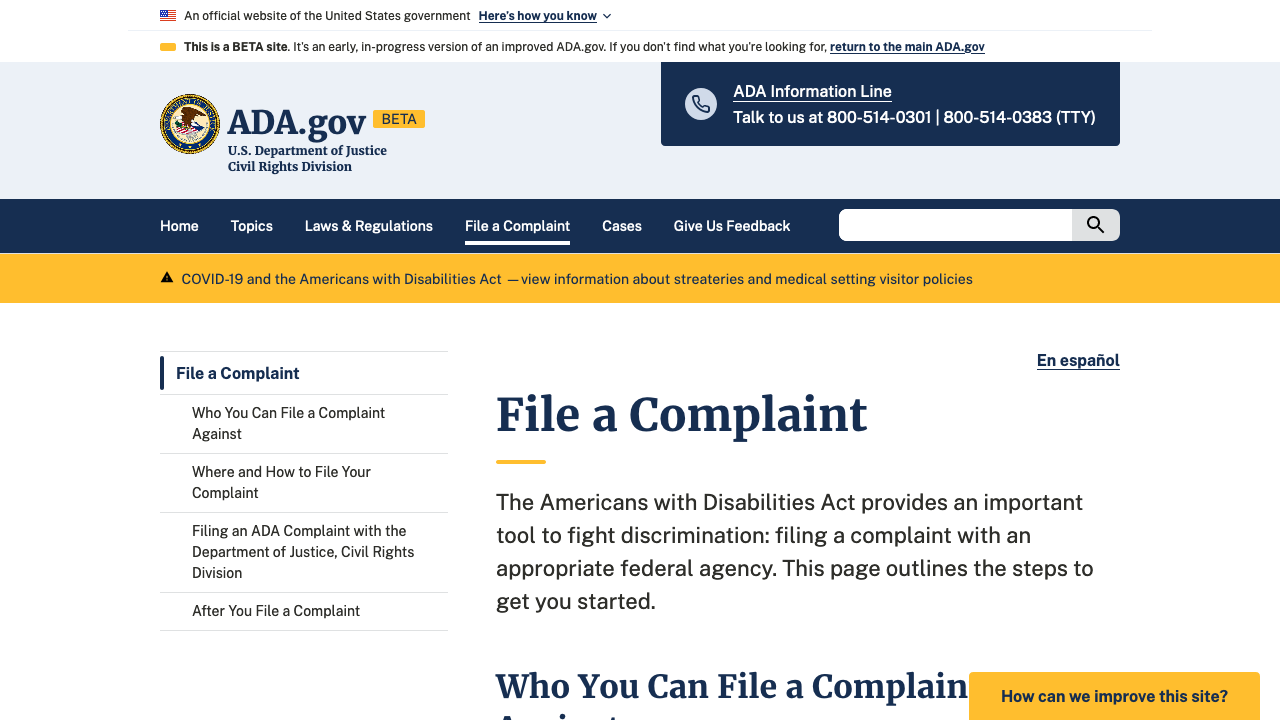 An official website of the United States government Here's how you know
This is a BETA site. It's an early, in-progress version of an improved ADA.gov. If you don't find what you're looking for, return to the main ADA.gov
ADA.gov BETA
U.S. Department of Justice
Civil Rights Division
ADA Information Line
Talk to us at 800-514-0301 | 800-514-0383 (TTY)
Home Topics Laws & Regulations File a Complaint Cases Give Us Feedback
COVID-19 and the Americans with Disabilities Act — view information about streateries and medical setting visitor policies
File a Complaint
Who You Can File a Complaint
Against
Where and How to File Your
Complaint
Filing an ADA Complaint with the
Department of Justice, Civil Rights
Division
After You File a Complaint
En español
File a Complaint
The Americans with Disabilities Act provides an important
tool to fight discrimination: filing a complaint with an
appropriate federal agency. This page outlines the steps to
get you started.
Who You Can File a Complain
How can we improve this site?